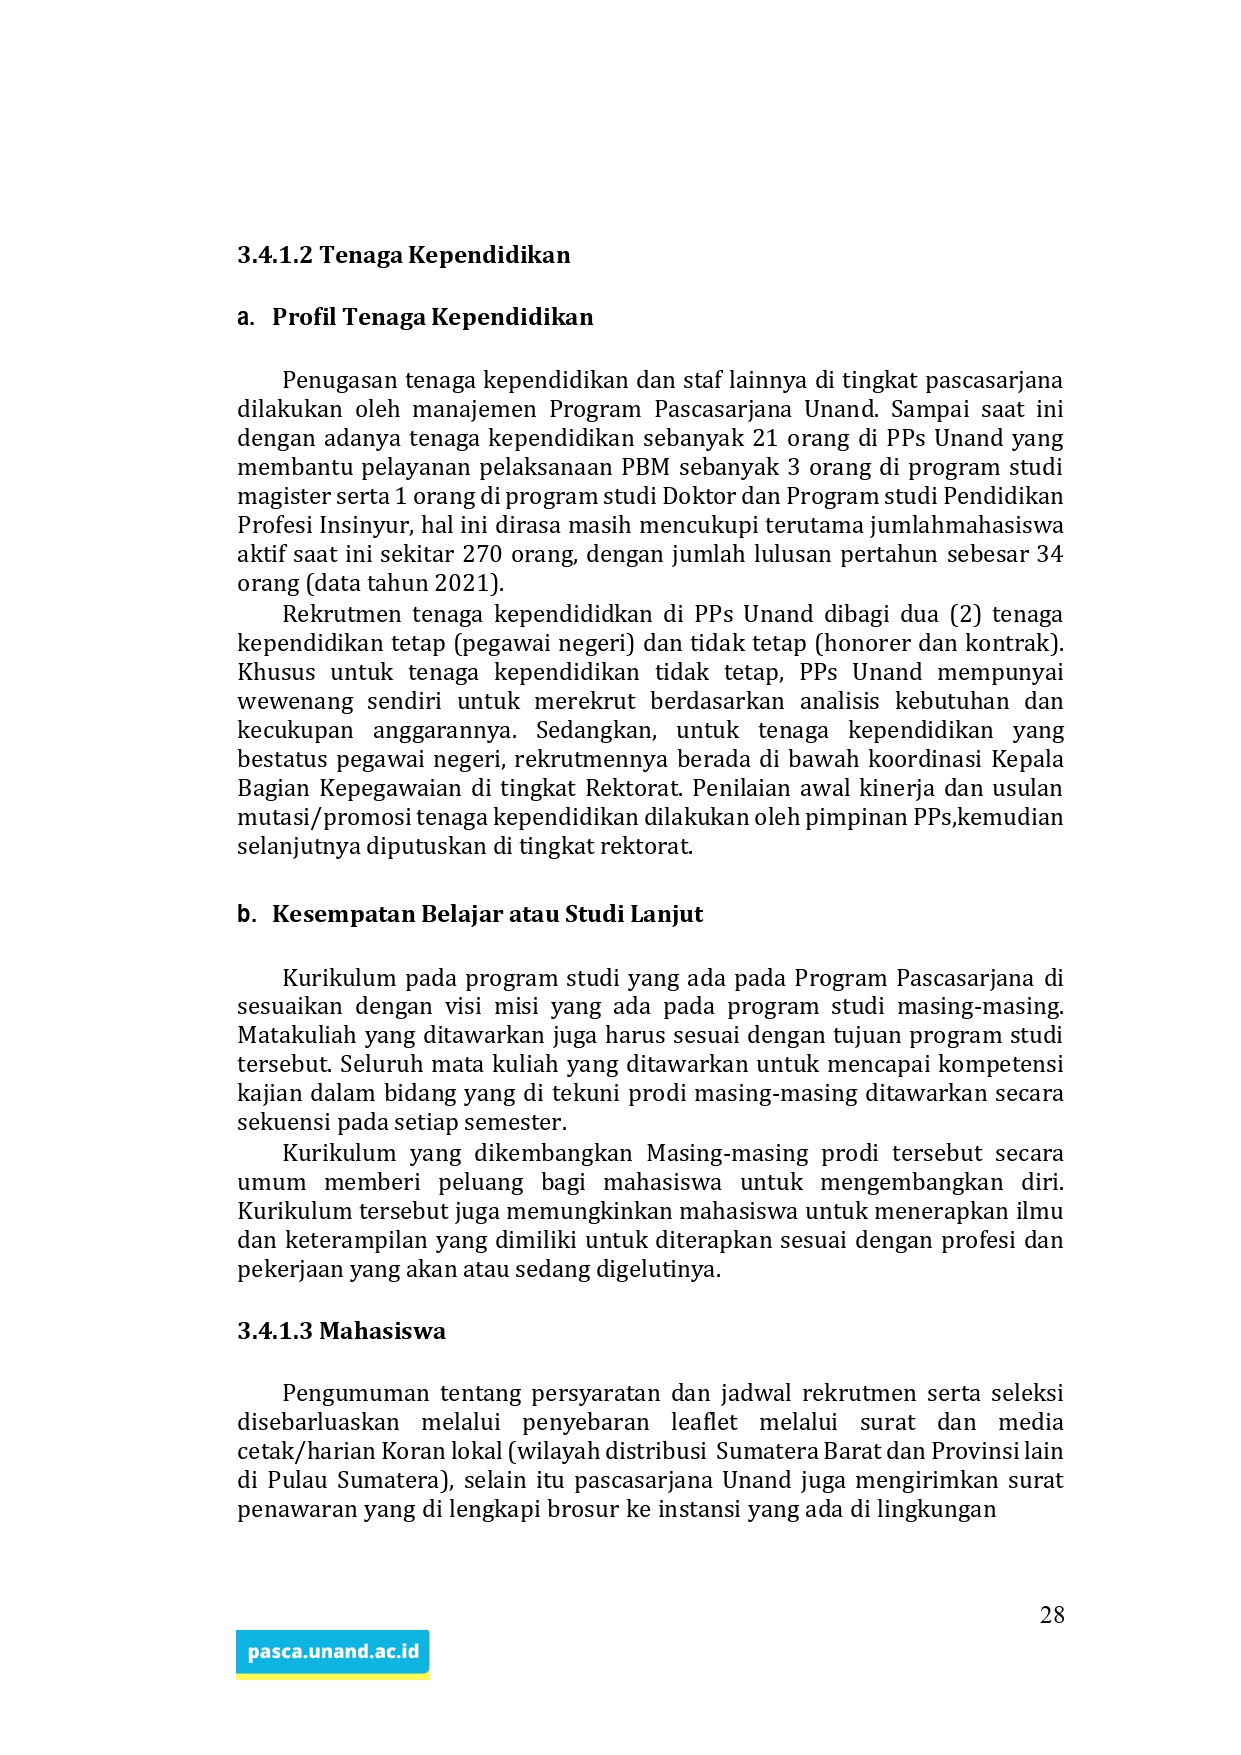 3.4.1.2 Tenaga Kependidikan
a. Profil Tenaga Kependidikan
Penugasan tenaga kependidikan dan staf lainnya di tingkat pascasarjana
dilakukan oleh manajemen Program Pascasarjana Unand. Sampai saat ini
dengan adanya tenaga kependidikan sebanyak 21 orang di PPs Unand yang
membantu pelayanan pelaksanaan PBM sebanyak 3 orang di program studi
magister serta 1 orang di program studi Doktor dan Program studi Pendidikan
Profesi Insinyur, hal ini dirasa masih mencukupi terutama jumlahmahasiswa
aktif saat ini sekitar 270 orang, dengan jumlah lulusan pertahun sebesar 34
orang (data tahun 2021).
Rekrutmen tenaga kependididkan di PPs Unand dibagi dua (2) tenaga
kependidikan tetap (pegawai negeri) dan tidak tetap (honorer dan kontrak).
Khusus untuk tenaga kependidikan tidak tetap, PPs Unand mempunyai
wewenang sendiri untuk merekrut berdasarkan analisis kebutuhan dan
kecukupan anggarannya. Sedangkan, untuk tenaga kependidikan yang
bestatus pegawai negeri, rekrutmennya berada di bawah koordinasi Kepala
Bagian Kepegawaian di tingkat Rektorat. Penilaian awal kinerja dan usulan
mutasi/promosi tenaga kependidikan dilakukan oleh pimpinan PPs,kemudian
selanjutnya diputuskan di tingkat rektorat.
b. Kesempatan Belajar atau Studi Lanjut
Kurikulum pada program studi yang ada pada Program Pascasarjana di
sesuaikan dengan visi misi yang ada pada program studi masing-masing.
Matakuliah yang ditawarkan juga harus sesuai dengan tujuan program studi
tersebut. Seluruh mata kuliah yang ditawarkan untuk mencapai kompetensi
kajian dalam bidang yang di tekuni prodi masing-masing ditawarkan secara
sekuensi pada setiap semester.
Kurikulum yang dikembangkan Masing-masing prodi tersebut secara
umum memberi peluang bagi mahasiswa untuk mengembangkan diri.
Kurikulum tersebut juga memungkinkan mahasiswa untuk menerapkan ilmu
dan keterampilan yang dimiliki untuk diterapkan sesuai dengan profesi dan
pekerjaan yang akan atau sedang digelutinya.
3.4.1.3 Mahasiswa
Pengumuman tentang persyaratan dan jadwal rekrutmen serta seleksi
disebarluaskan melalui penyebaran leaflet melalui surat dan media
cetak/harian Koran lokal (wilayah distribusi Sumatera Barat dan Provinsi lain
di Pulau Sumatera), selain itu pascasarjana Unand juga mengirimkan surat
penawaran yang di lengkapi brosur ke instansi yang ada di lingkungan
28
pasca.unand.ac.id